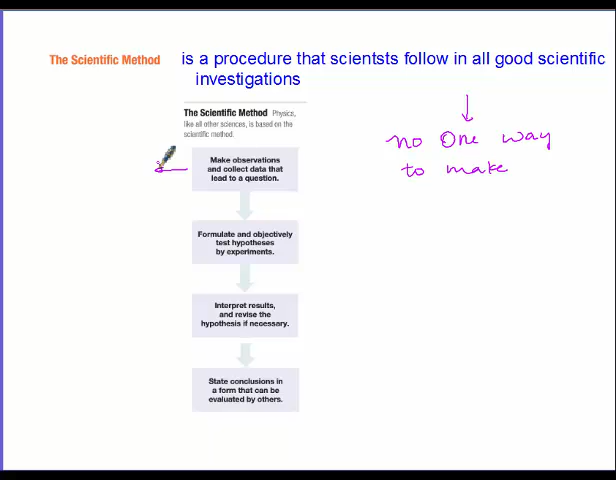 The Scientific Method is a procedure that scientsts follow in all good scientific
investigations
The Scientific Method Physics,
like all other sciences, is based on the
scientific method.
no One way
to make
Make observations
and collect data that
lead to a question.
Formulate and objectively
test hypotheses
by experiments.
Interpret results,
and revise the
hypothesis if necessary.
State conclusions in
a form that can be
evaluated by others.